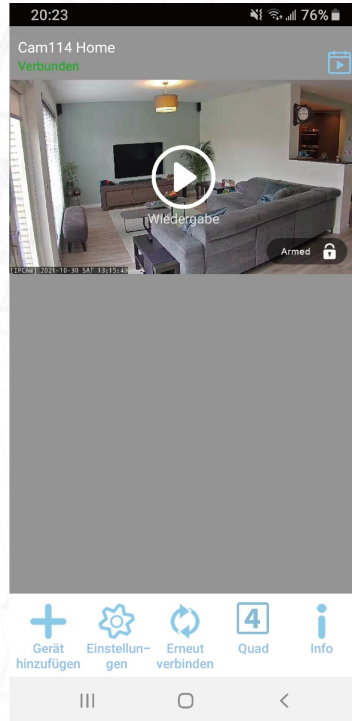 20:23
76%
Cam114 Home
Verbunden
Wiedergabe
Armed
[IPCAM] 2021-10-30 SAT 13:15:43
4
Gerät
hinzufügen
Einstellun-
gen
Erneut
verbinden
Quad
Info